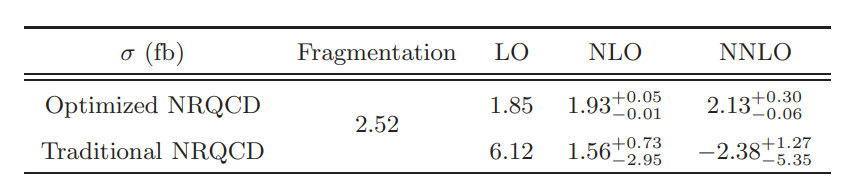 σ (fb) Fragmentation LO NLO NNLO
Optimized NRQCD 2.52 1.85 1.93^{+0.05}_{−0.01} 2.13^{+0.30}_{−0.06}
Traditional NRQCD 6.12 1.56^{+0.73}_{−2.95} −2.38^{+1.27}_{−5.35}